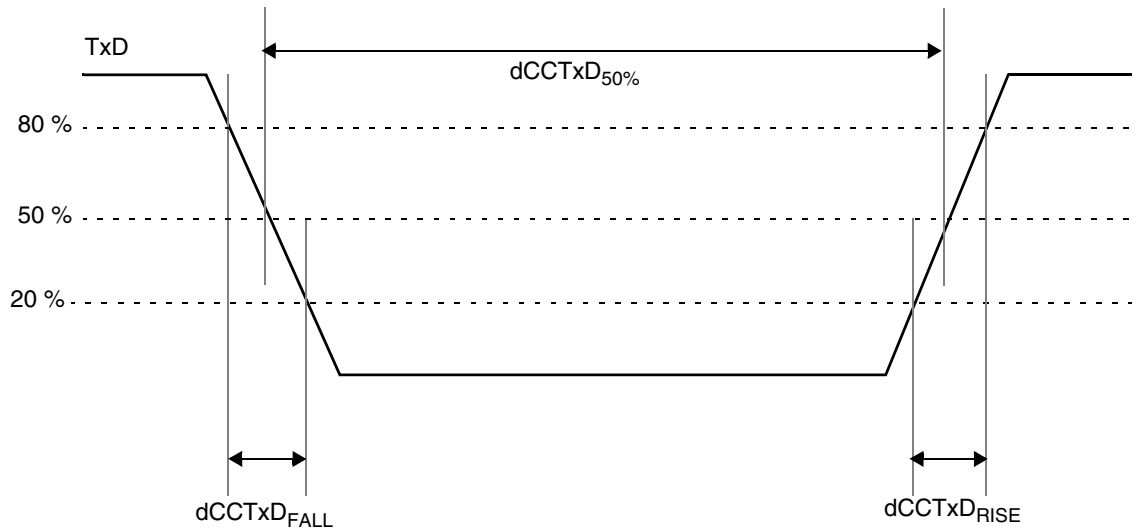 TxD
dCCTxD50%
80 %
50 %
20 %
dCCTxDFALL
dCCTxDRISE